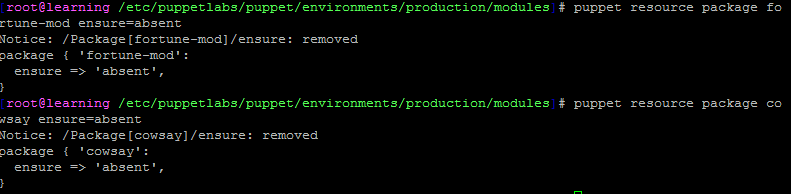 [root@learning /etc/puppetlabs/puppet/environments/production/modules]# puppet resource package fo
rtune-mod ensure=absent
Notice: /Package[fortune-mod]/ensure: removed
package { 'fortune-mod':
  ensure => 'absent',
}
[root@learning /etc/puppetlabs/puppet/environments/production/modules]# puppet resource package co
wsay ensure=absent
Notice: /Package[cowsay]/ensure: removed
package { 'cowsay':
  ensure => 'absent',
}